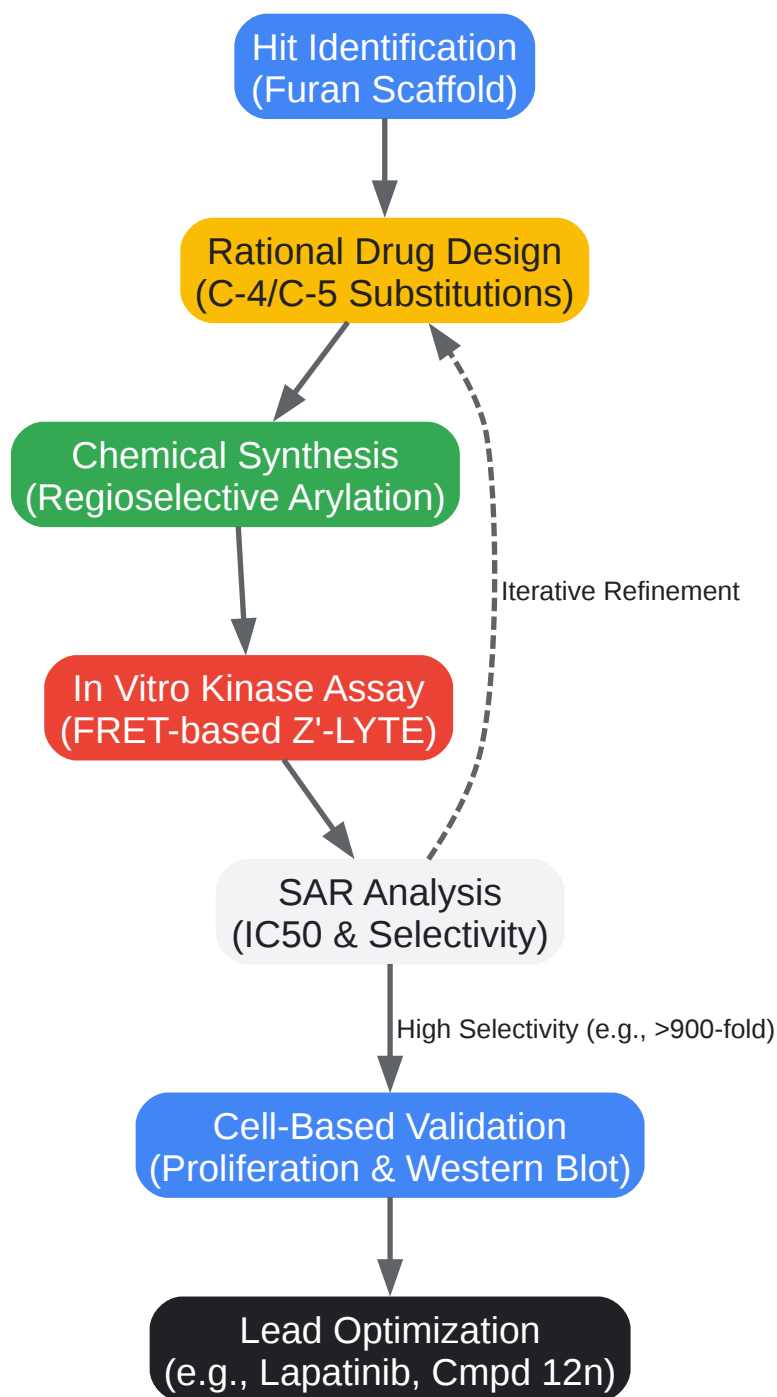 Hit Identification
(Furan Scaffold)
Rational Drug Design
(C-4/C-5 Substitutions)
Chemical Synthesis
(Regioselective Arylation)
Iterative Refinement
In Vitro Kinase Assay
(FRET-based Z'-LYTE)
SAR Analysis
(IC50 & Selectivity)
High Selectivity (e.g., >900-fold)
Cell-Based Validation
(Proliferation & Western Blot)
Lead Optimization
(e.g., Lapatinib, Cmpd 12n)